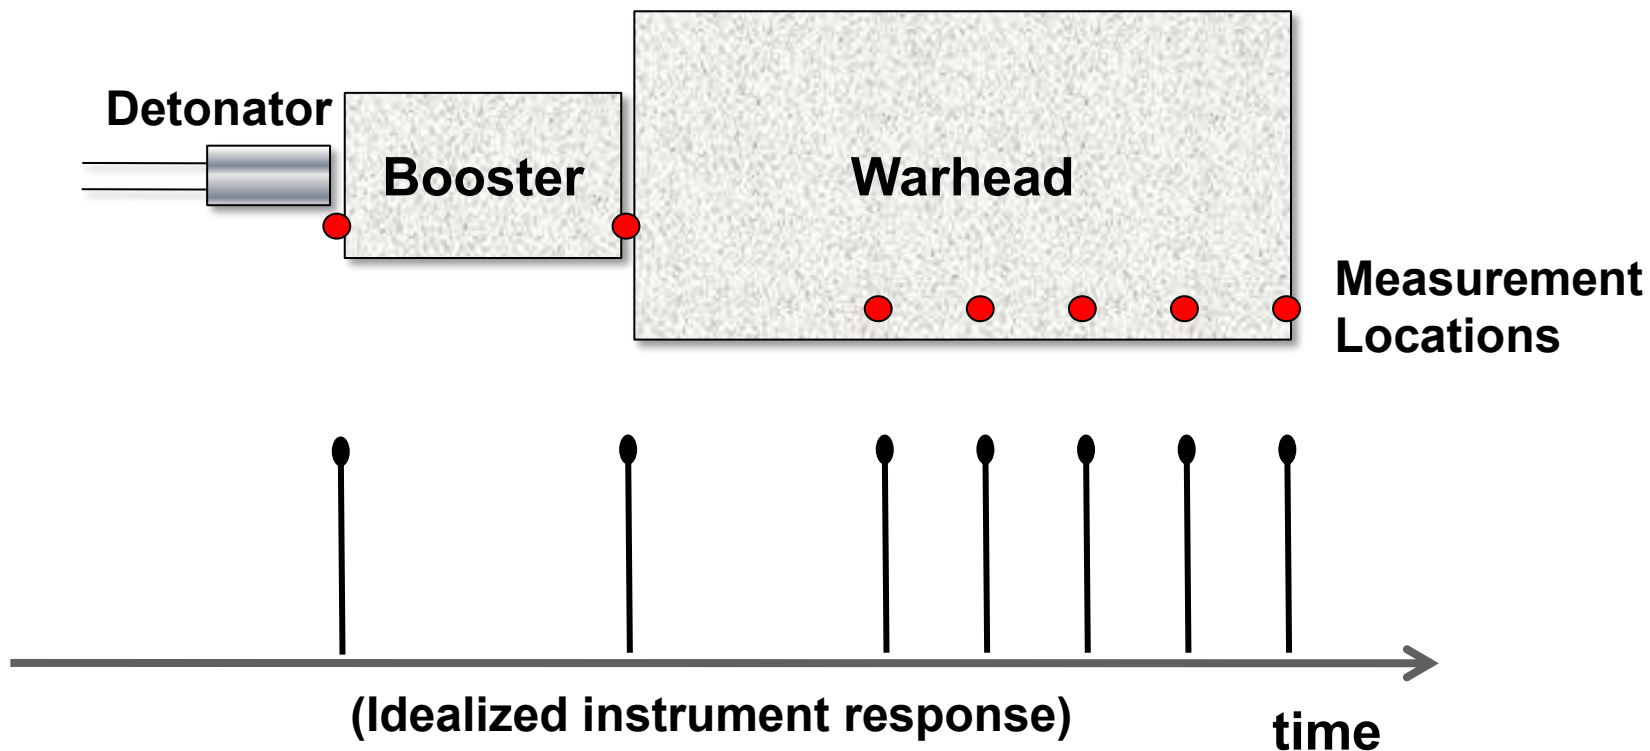 Detonator
Booster
Warhead
Measurement
Locations
(Idealized instrument response)
time